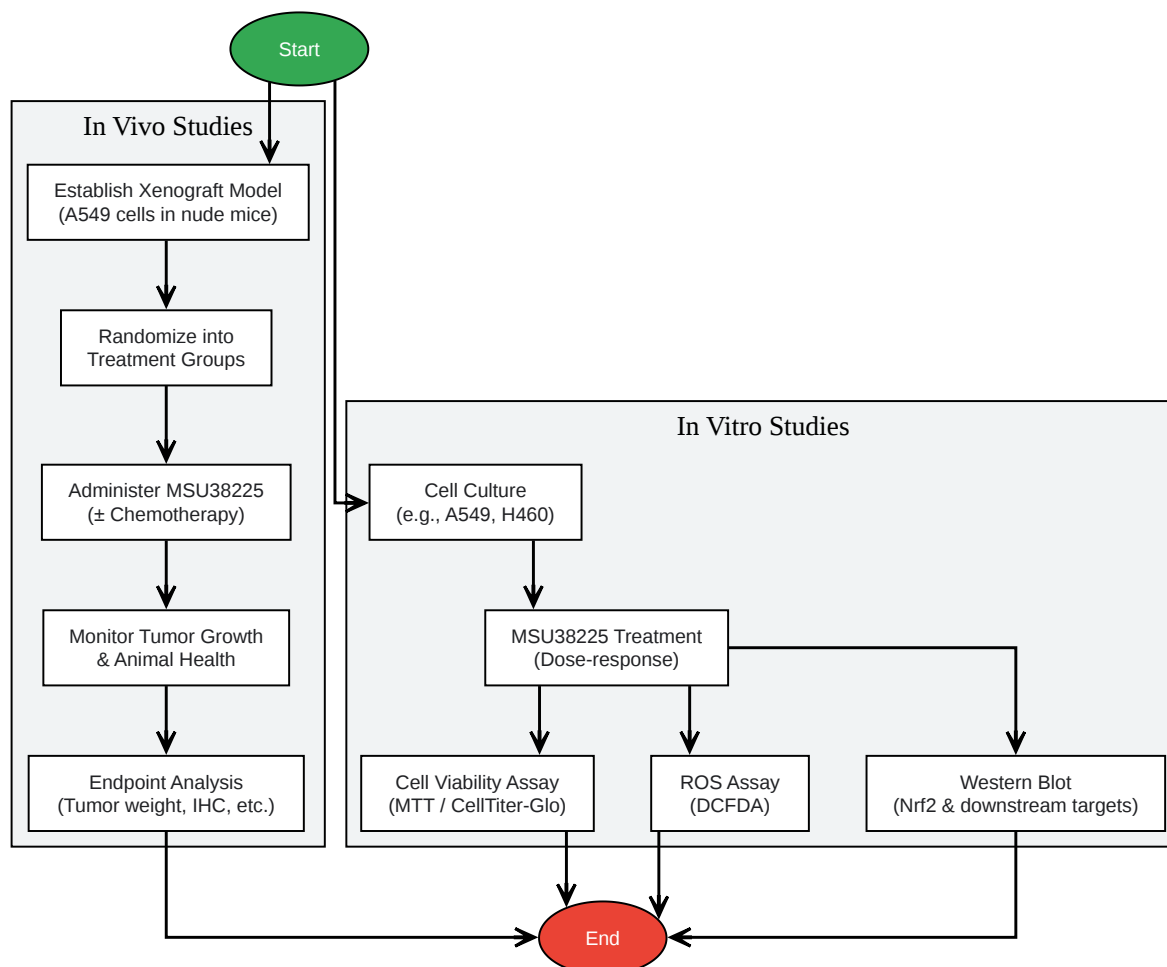 Start
In Vivo Studies
Establish Xenograft Model
(A549 cells in nude mice)
Randomize into
Treatment Groups
Administer MSU38225
(± Chemotherapy)
Monitor Tumor Growth
& Animal Health
Endpoint Analysis
(Tumor weight, IHC, etc.)
In Vitro Studies
Cell Culture
(e.g., A549, H460)
MSU38225 Treatment
(Dose-response)
Cell Viability Assay
(MTT / CellTiter-Glo)
ROS Assay
(DCFDA)
Western Blot
(Nrf2 & downstream targets)
End